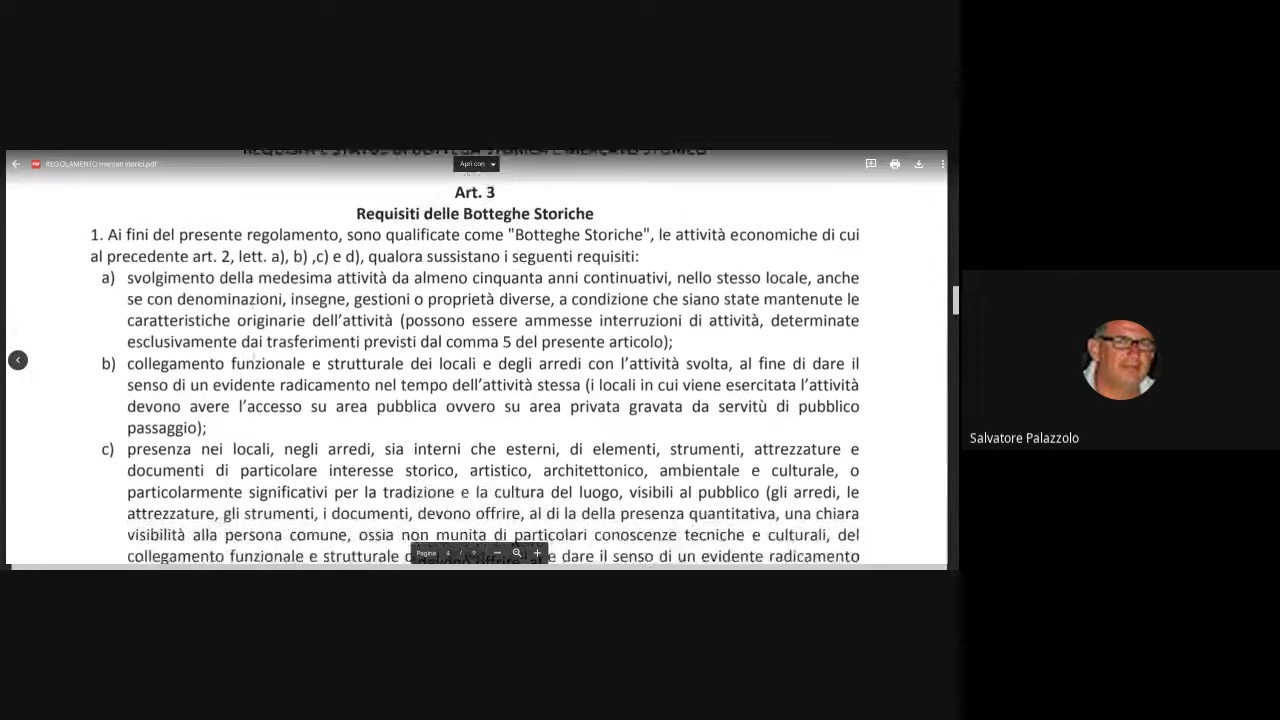 REGOLAMENTO mercati storici.pdf
Apri con
Art. 3
Requisiti delle Botteghe Storiche
1. Ai fini del presente regolamento, sono qualificate come "Botteghe Storiche", le attività economiche di cui
al precedente art. 2, lett. a), b) ,c) e d), qualora sussistano i seguenti requisiti:
a) svolgimento della medesima attività da almeno cinquanta anni continuativi, nello stesso locale, anche
se con denominazioni, insegne, gestioni o proprietà diverse, a condizione che siano state mantenute le
caratteristiche originarie dell'attività (possono essere ammesse interruzioni di attività, determinate
esclusivamente dai trasferimenti previsti dal comma 5 del presente articolo);
b) collegamento funzionale e strutturale dei locali e degli arredi con l'attività svolta, al fine di dare il
senso di un evidente radicamento nel tempo dell'attività stessa (i locali in cui viene esercitata l'attività
devono avere l'accesso su area pubblica ovvero su area privata gravata da servitù di pubblico
passaggio);
c) presenza nei locali, negli arredi, sia interni che esterni, di elementi, strumenti, attrezzature e
documenti di particolare interesse storico, artistico, architettonico, ambientale e culturale, o
particolarmente significativi per la tradizione e la cultura del luogo, visibili al pubblico (gli arredi, le
attrezzature, gli strumenti, i documenti, devono offrire, al di la della presenza quantitativa, una chiara
visibilità alla persona comune, ossia non munita di particolari conoscenze tecniche e culturali, del
collegamento funzionale e strutturale e dare il senso di un evidente radicamento
Pagina 4 / 9
Salvatore Palazzolo